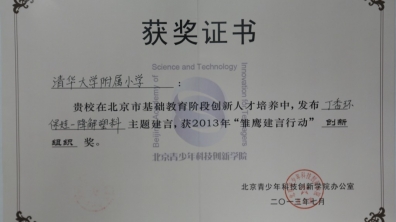 获奖证书
Science and Technology
清华大学附属小学 :
贵校在北京市基础教育阶段创新人才培养中，发布 丁香环
保超-降解塑料 主题建言，获2013年“雏鹰建言行动” 创新
组织 奖。
北京青少年科技创新学院
北京青少年科技创新学院办公室
二〇一三年七月